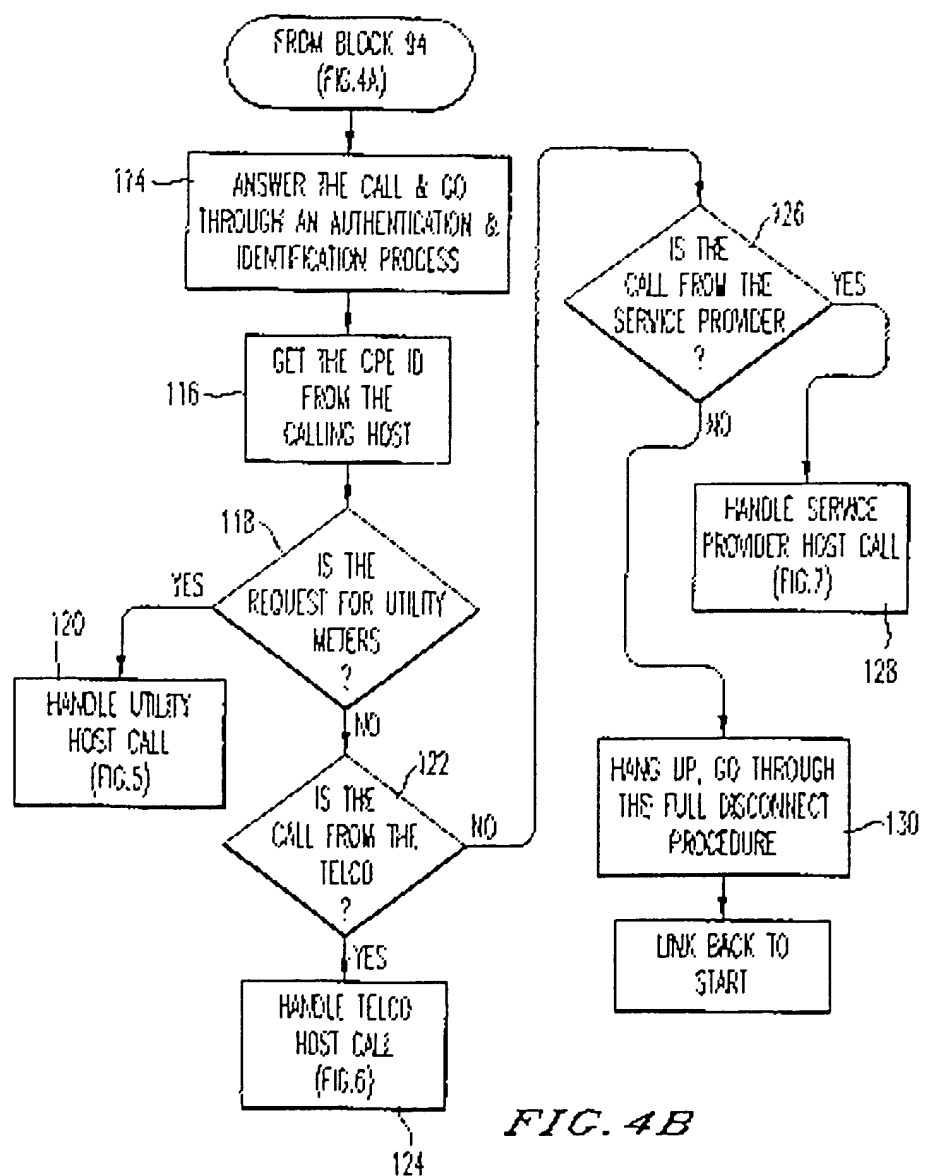 FROM BLOCK 94
(FIG.4A)
114
ANSWER THE CALL & GO
THROUGH AN AUTHENTICATION &
IDENTIFICATION PROCESS
116
GET THE CPE ID
FROM THE
CALLING HOST
118
IS THE
REQUEST FOR UTILITY
METERS
?
YES
120
HANDLE UTILITY
HOST CALL
(FIG.5)
NO
122
IS THE
CALL FROM THE
TELCO
?
NO
YES
HANDLE TELCO
HOST CALL
(FIG.6)
124
126
IS THE
CALL FROM THE
SERVICE PROVIDER
?
YES
NO
HANDLE SERVICE
PROVIDER HOST CALL
(FIG.7)
128
HANG UP, GO THROUGH
THE FULL DISCONNECT
PROCEDURE
130
LINK BACK TO
START
FIG. 4B